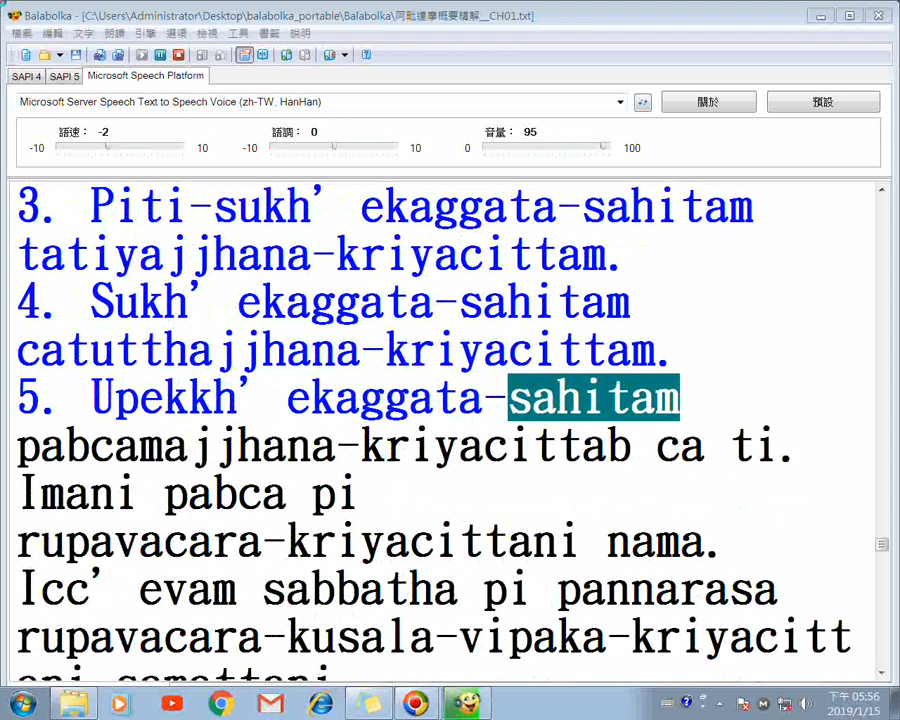 Balabolka - [C:\Users\Administrator\Desktop\balabolka_portable\Balabolka\阿毗達摩概要精解__CH01.txt]
檔案 編輯 文字 朗讀 引擎 選項 檢視 工具 書籤 說明
SAPI 4 SAPI 5 Microsoft Speech Platform
Microsoft Server Speech Text to Speech Voice (zh-TW, HanHan) 關於 預設
語速： -2 語調： 0 音量： 95
-10 10 -10 10 0 100
3. Piti-sukh’ ekaggata-sahitam
tatiyajjhana-kriyacittam.
4. Sukh’ ekaggata-sahitam
catutthajjhana-kriyacittam.
5. Upekkh’ ekaggata-sahitam
pabcamajjhana-kriyacittab ca ti.
Imani pabca pi
rupavacara-kriyacittani nama.
Icc’ evam sabbatha pi pannarasa
rupavacara-kusala-vipaka-kriyacitt
下午 05:56
2019/1/15